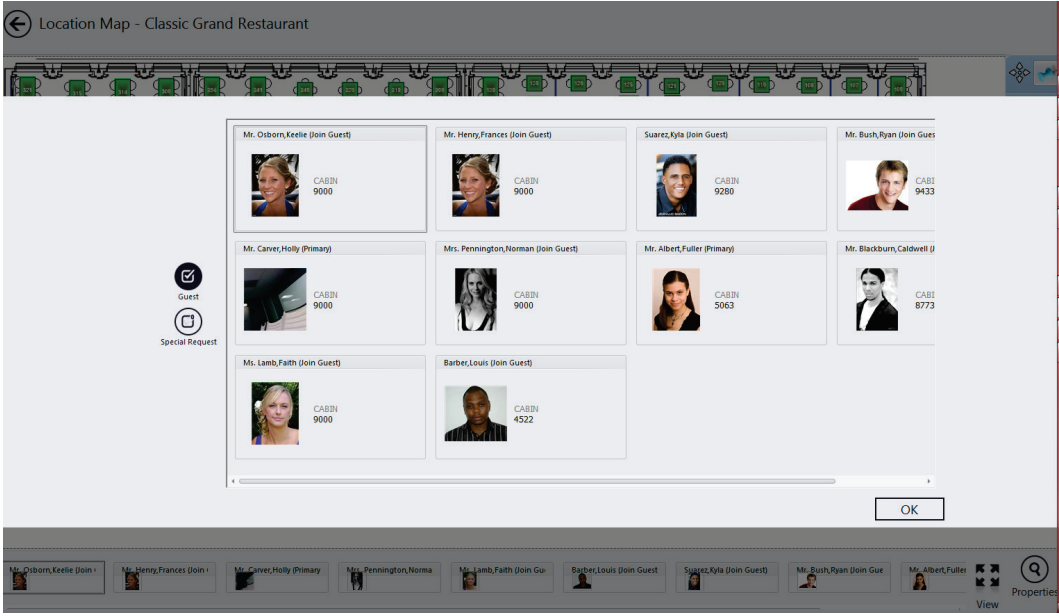 Location Map - Classic Grand Restaurant
Mr. Osborn,Keelie (Join Guest)
CABIN
9000
Mr. Henry,Frances (Join Guest)
CABIN
9000
Suarez,Kyla (Join Guest)
CABIN
9280
Mr. Bush,Ryan (Join Gues
CABI
9433
Mr. Carver,Holly (Primary)
CABIN
9000
Mrs. Pennington,Norman (Join Guest)
CABIN
9000
Mr. Albert,Fuller (Primary)
CABIN
5063
Mr. Blackburn,Caldwell (J
CABI
8773
Guest
Special Request
Ms. Lamb,Faith (Join Guest)
CABIN
9000
Barber,Louis (Join Guest)
CABIN
4522
OK
Mr. Osborn,Keelie (Join
Mr. Henry,Frances (Join
Mr. Carver,Holly (Primary
Mrs. Pennington,Norma
Ms. Lamb,Faith (Join Gu
Barber,Louis (Join Guest
Suarez,Kyla (Join Guest)
Mr. Bush,Ryan (Join Gue
Mr. Albert,Fuller
View
Properties